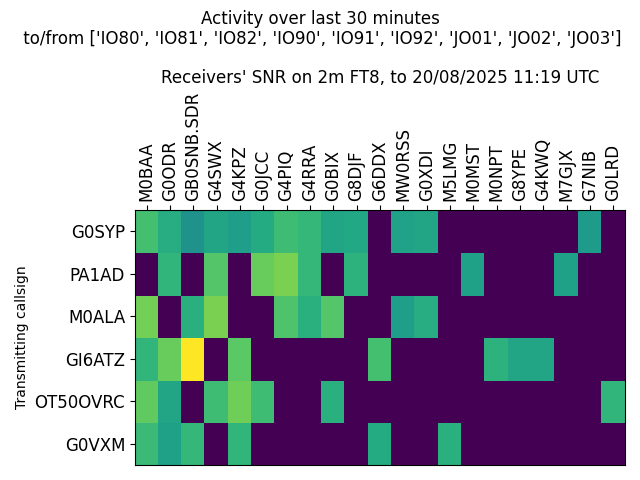 Activity over last 30 minutes
to/from ['IO80', 'IO81', 'IO82', 'IO90', 'IO91', 'IO92', 'JO01', 'JO02', 'JO03']
Receivers' SNR on 2m FT8, to 20/08/2025 11:19 UTC
M0BAA
G0ODR
GB0SNB.SDR
G4SWX
G4KPZ
G0JCC
G4PIQ
G4RRA
G0BIX
G8DJF
G6DDX
MW0RSS
G0XDI
M5LMG
M0MST
M0NPT
G8YPE
G4KWQ
M7GJX
G7NIB
G0LRD
Transmitting callsign
G0SYP
PA1AD
M0ALA
GI6ATZ
OT50OVRC
G0VXM